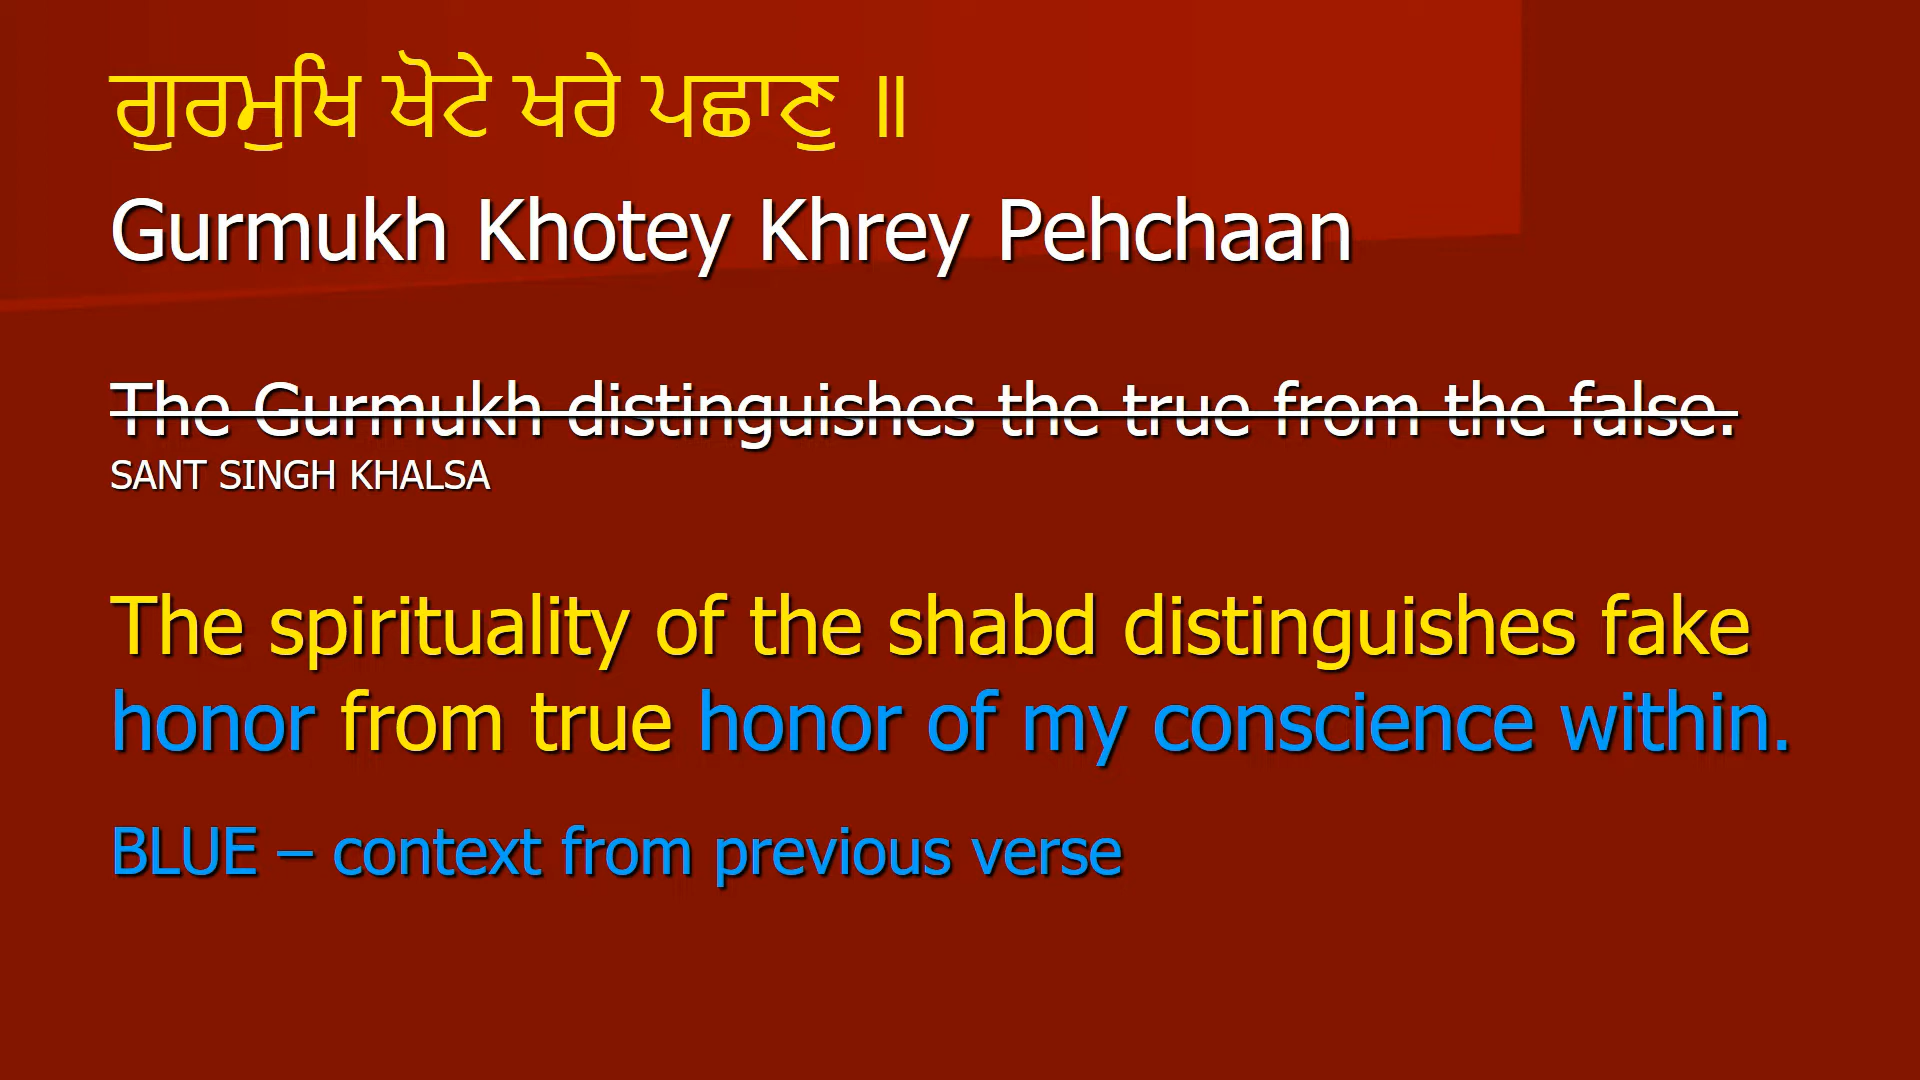 ਗੁਰਮੁਖਿ ਖੋਟੇ ਖਰੇ ਪਛਾਣੁ ॥
Gurmukh Khotey Khrey Pehchaan
The Gurmukh distinguishes the true from the false.
SANT SINGH KHALSA
The spirituality of the shabd distinguishes fake
honor from true honor of my conscience within.
BLUE – context from previous verse